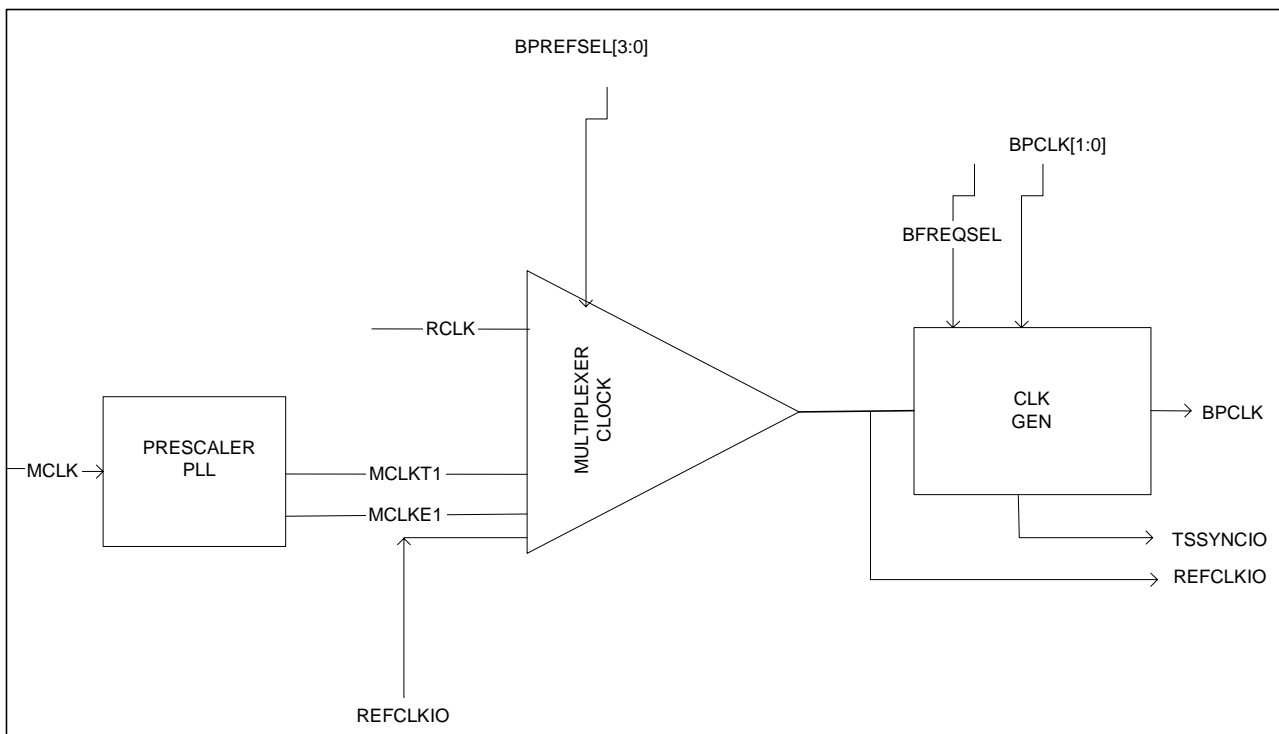 BPREFSEL[3:0]
BPCLK[1:0]
BFREQSEL
RCLK
MULTIPLEXER
CLOCK
CLK
GEN
BPCLK
PRESCALER
PLL
MCLK
MCLKT1
MCLKE1
TSSYNCIO
REFCLKIO
REFCLKIO